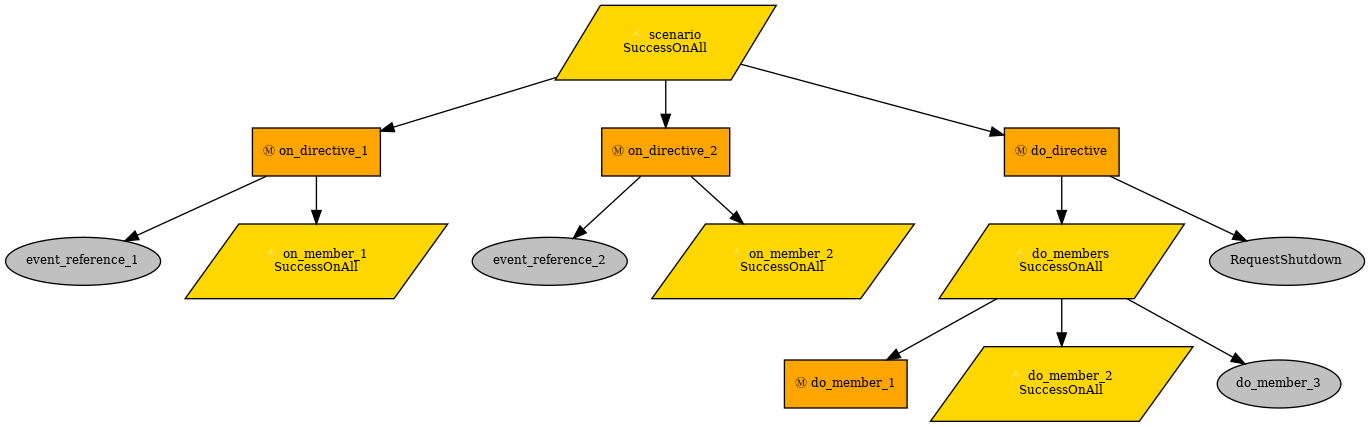 scenario
SuccessOnAll
Ⓜ on_directive_1
Ⓜ on_directive_2
Ⓜ do_directive
event_reference_1
on_member_1
SuccessOnAll
event_reference_2
on_member_2
SuccessOnAll
do_members
SuccessOnAll
RequestShutdown
Ⓜ do_member_1
do_member_2
SuccessOnAll
do_member_3